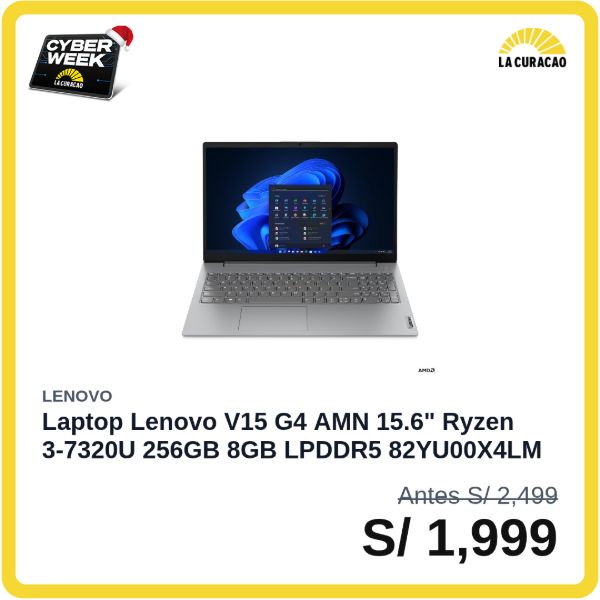 CYBER
WEEK
LA CURACAO
LA CURACAO
AMD
LENOVO
Laptop Lenovo V15 G4 AMN 15.6" Ryzen
3-7320U 256GB 8GB LPDDR5 82YU00X4LM
Antes S/ 2,499
S/ 1,999